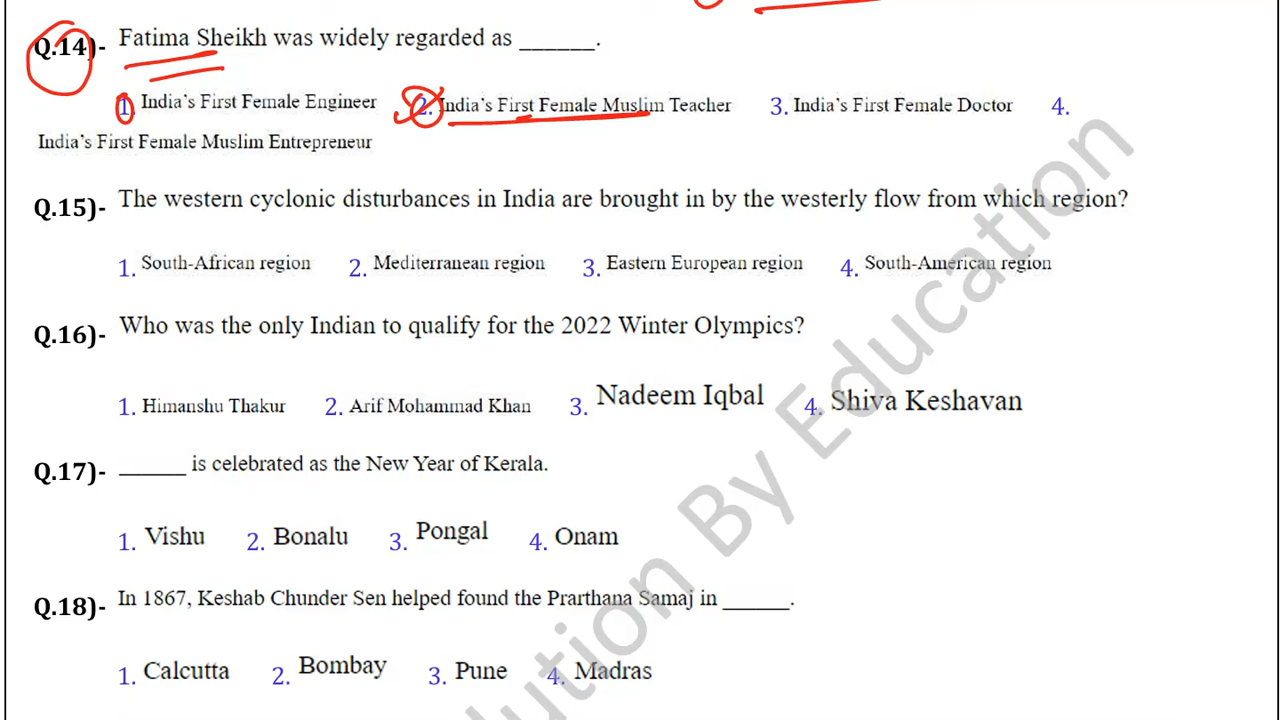 Q.14)- Fatima Sheikh was widely regarded as ______.
1. India's First Female Engineer 2. India's First Female Muslim Teacher 3. India's First Female Doctor 4.
India's First Female Muslim Entrepreneur
Q.15)- The western cyclonic disturbances in India are brought in by the westerly flow from which region?
1. South-African region 2. Mediterranean region 3. Eastern European region 4. South-American region
Q.16)- Who was the only Indian to qualify for the 2022 Winter Olympics?
1. Himanshu Thakur 2. Arif Mohammad Khan 3. Nadeem Iqbal 4. Shiva Keshavan
Q.17)- ______ is celebrated as the New Year of Kerala.
1. Vishu 2. Bonalu 3. Pongal 4. Onam
Q.18)- In 1867, Keshab Chunder Sen helped found the Prarthana Samaj in ______.
1. Calcutta 2. Bombay 3. Pune 4. Madras
By Education